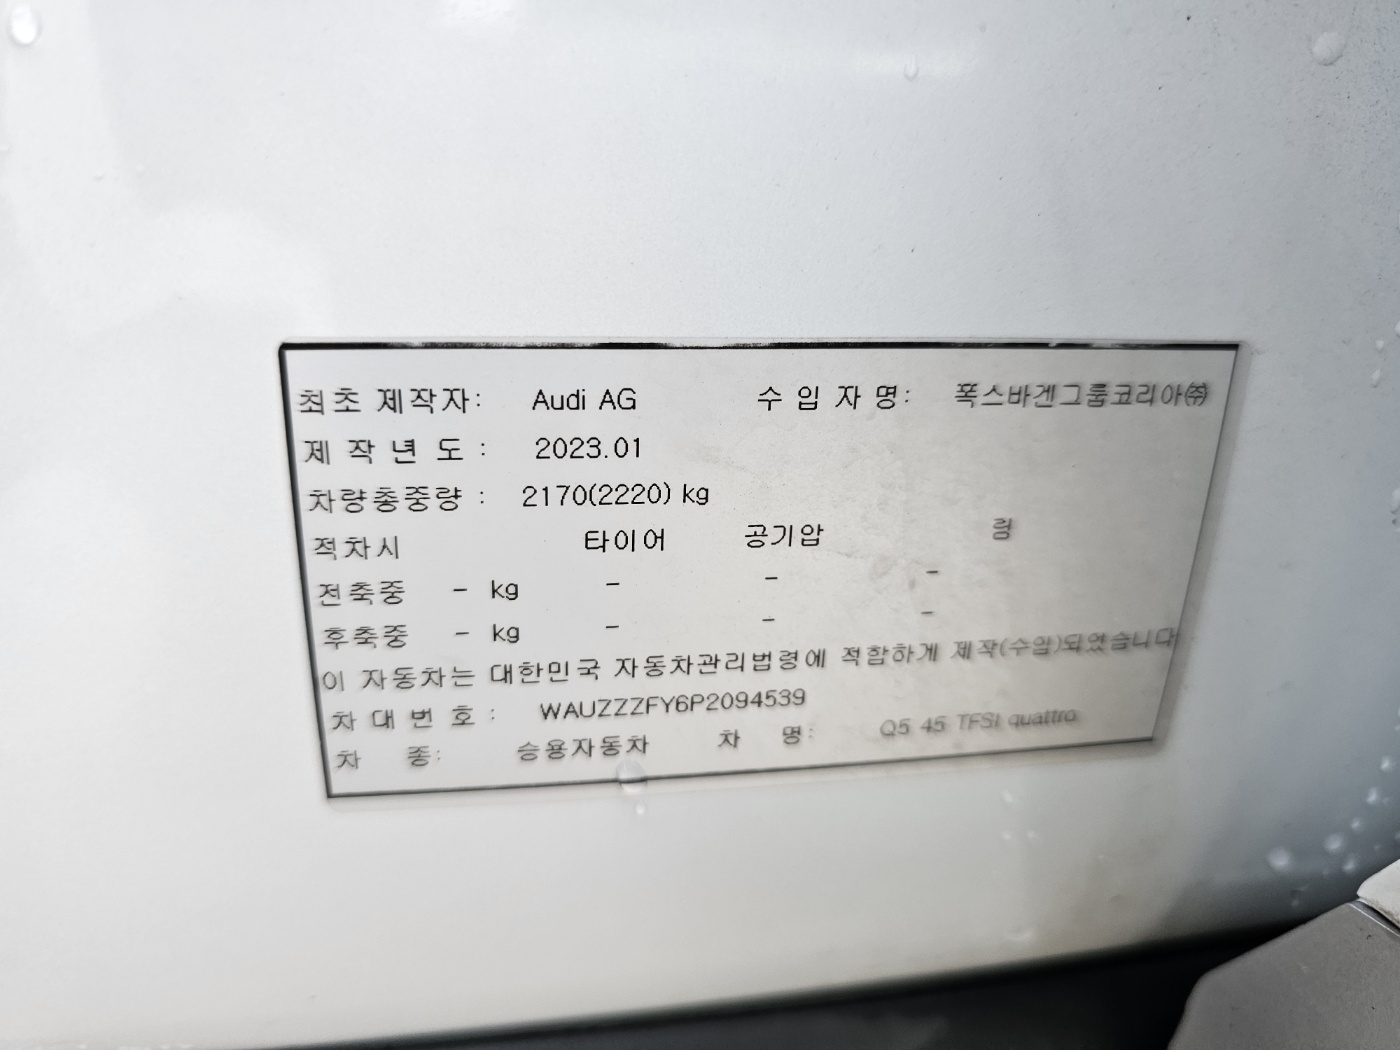 최초 제작자: Audi AG 수 입 자 명: 폭스바겐그룹코리아㈜
제 작 년 도 : 2023.01
차량총중량 : 2170(2220) kg
적차시 타이어 공기압 령
전축중 - kg - - -
후축중 - kg - - -
이 자동차는 대한민국 자동차관리법령에 적합하게 제작(수입)되었습니다
차 대 번 호 : WAUZZZFY6P2094539
차 종: 승용자동차 차 명: Q5 45 TFSI quattro